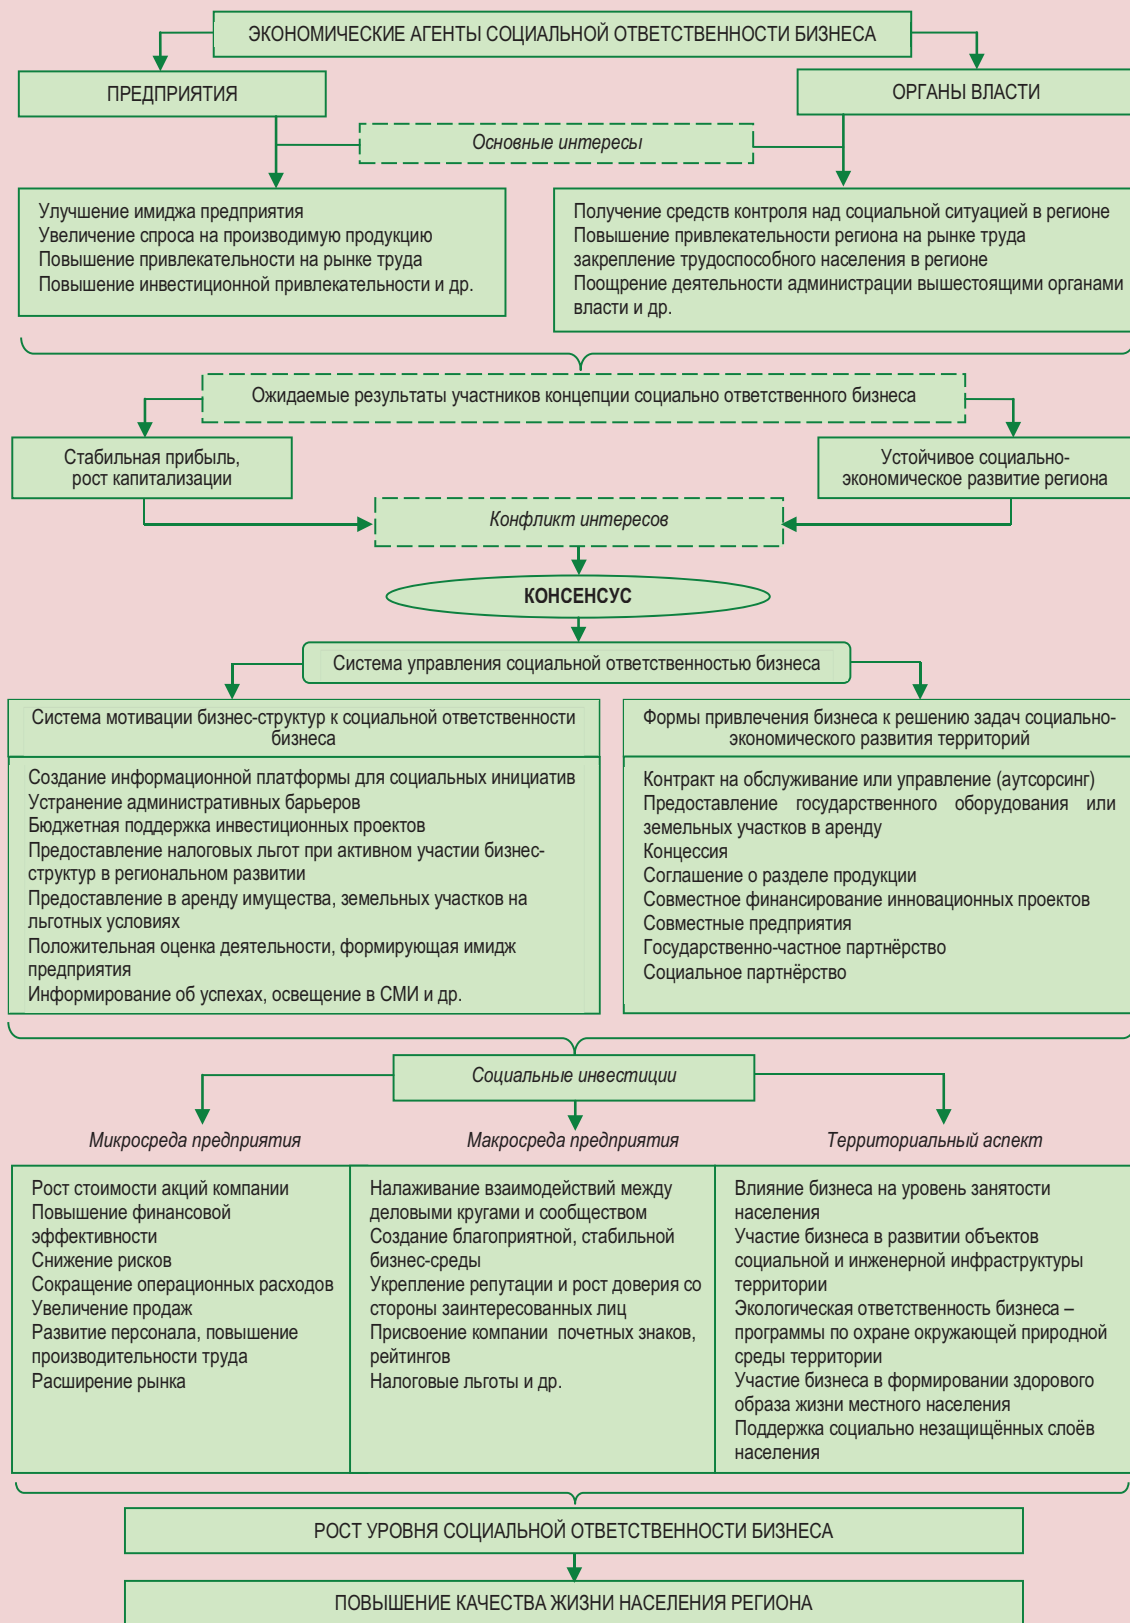 ЭКОНОМИЧЕСКИЕ АГЕНТЫ СОЦИАЛЬНОЙ ОТВЕТСТВЕННОСТИ БИЗНЕСА
ПРЕДПРИЯТИЯ
ОРГАНЫ ВЛАСТИ
Основные интересы
Улучшение имиджа предприятия
Увеличение спроса на производимую продукцию
Повышение привлекательности на рынке труда
Повышение инвестиционной привлекательности и др.
Получение средств контроля над социальной ситуацией в регионе
Повышение привлекательности региона на рынке труда
закрепление трудоспособного населения в регионе
Поощрение деятельности администрации вышестоящими органами
власти и др.
Ожидаемые результаты участников концепции социально ответственного бизнеса
Стабильная прибыль,
рост капитализации
Устойчивое социально-
экономическое развитие региона
Конфликт интересов
КОНСЕНСУС
Система управления социальной ответственностью бизнеса
Система мотивации бизнес-структур к социальной ответственности
бизнеса
Создание информационной платформы для социальных инициатив
Устранение административных барьеров
Бюджетная поддержка инвестиционных проектов
Предоставление налоговых льгот при активном участии бизнес-
структур в региональном развитии
Предоставление в аренду имущества, земельных участков на
льготных условиях
Положительная оценка деятельности, формирующая имидж
предприятия
Информирование об успехах, освещение в СМИ и др.
Формы привлечения бизнеса к решению задач социально-
экономического развития территорий
Контракт на обслуживание или управление (аутсорсинг)
Предоставление государственного оборудования или
земельных участков в аренду
Концессия
Соглашение о разделе продукции
Совместное финансирование инновационных проектов
Совместные предприятия
Государственно-частное партнёрство
Социальное партнёрство
Социальные инвестиции
Микросреда предприятия
Макросреда предприятия
Территориальный аспект
Рост стоимости акций компании
Повышение финансовой
эффективности
Снижение рисков
Сокращение операционных расходов
Увеличение продаж
Развитие персонала, повышение
производительности труда
Расширение рынка
Налаживание взаимодействий между
деловыми кругами и сообществом
Создание благоприятной, стабильной
бизнес-среды
Укрепление репутации и рост доверия со
стороны заинтересованных лиц
Присвоение компании почетных знаков,
рейтингов
Налоговые льготы и др.
Влияние бизнеса на уровень занятости
населения
Участие бизнеса в развитии объектов
социальной и инженерной инфраструктуры
территории
Экологическая ответственность бизнеса –
программы по охране окружающей природной
среды территории
Участие бизнеса в формировании здорового
образа жизни местного населения
Поддержка социально незащищённых слоёв
населения
РОСТ УРОВНЯ СОЦИАЛЬНОЙ ОТВЕТСТВЕННОСТИ БИЗНЕСА
ПОВЫШЕНИЕ КАЧЕСТВА ЖИЗНИ НАСЕЛЕНИЯ РЕГИОНА